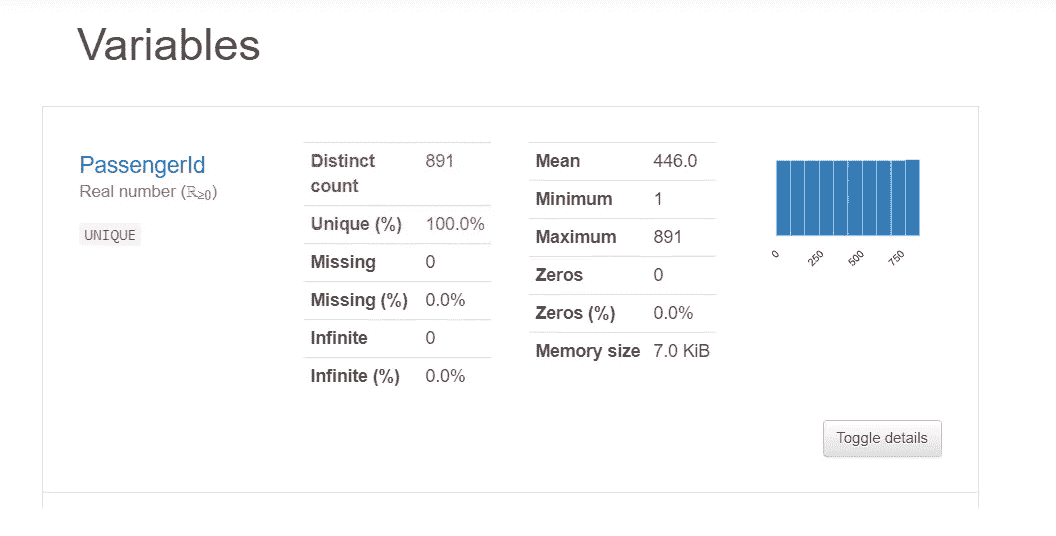 Variables
PassengerId
Real number (ℝ≥0)
UNIQUE
Distinct count 891
Unique (%) 100.0%
Missing 0
Missing (%) 0.0%
Infinite 0
Infinite (%) 0.0%
Mean 446.0
Minimum 1
Maximum 891
Zeros 0
Zeros (%) 0.0%
Memory size 7.0 KiB
0 250 500 750
Toggle details